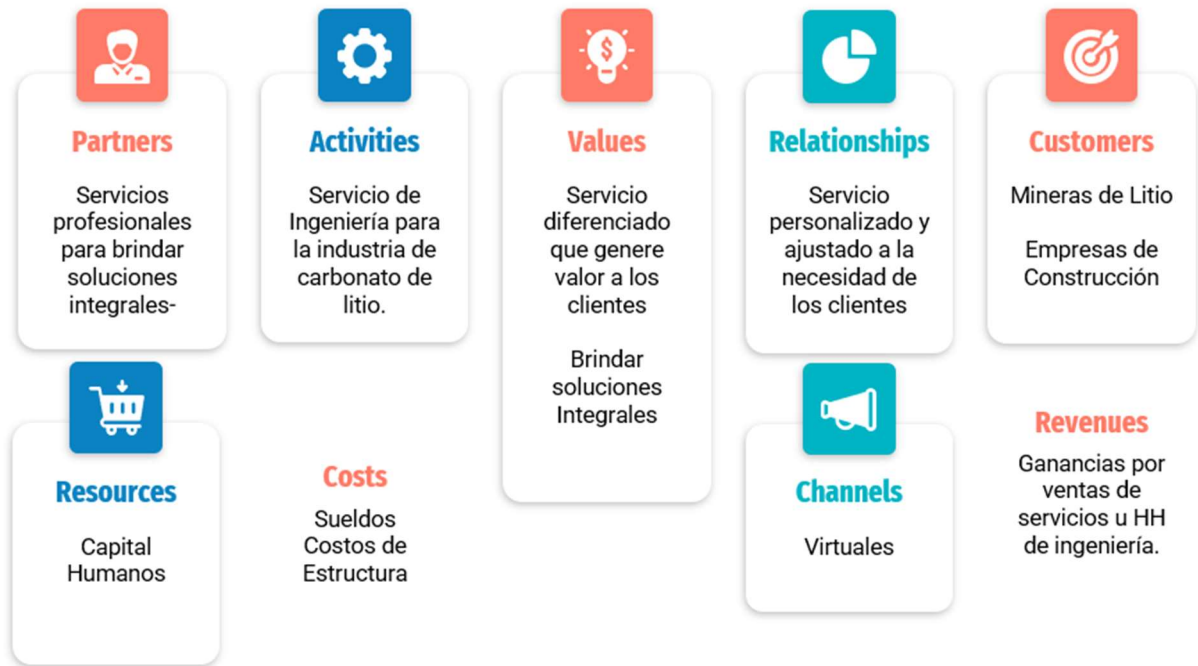 Partners
Servicios
profesionales
para brindar
soluciones
integrales-
Activities
Servicio de
Ingeniería para
la industria de
carbonato de
litio.
Values
Servicio
diferenciado
que genere
valor a los
clientes
Brindar
soluciones
Integrales
Relationships
Servicio
personalizado y
ajustado a la
necesidad de
los clientes
Customers
Mineras de Litio
Empresas de
Construcción
Resources
Capital
Humanos
Costs
Sueldos
Costos de
Estructura
Channels
Virtuales
Revenues
Ganancias por
ventas de
servicios u HH
de ingeniería.